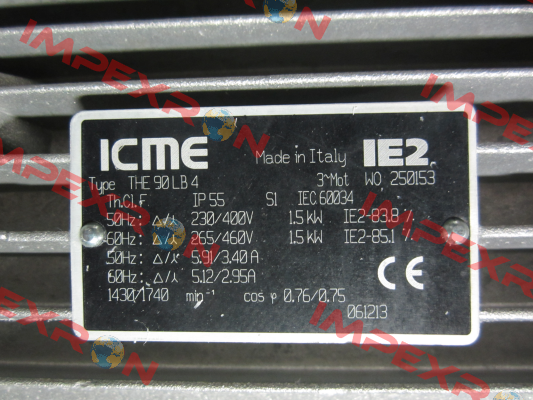 ICME Made in Italy IE2
Type THE 90 LB 4 3~Mot WO 250153
Th.Cl.F. IP 55 S1 IEC 60034
50Hz: Δ/⅄ 230/400V 1.5 kW IE2-83.8 %
60Hz: Δ/⅄ 265/460V 1.5 kW IE2-85.1 %
50Hz: Δ/⅄ 5.91/3.40 A
60Hz: Δ/⅄ 5.12/2.95A
CE
1430/1740 min⁻¹ cos φ 0.76/0.75
061213
IMPEXRON
IMPEXRON
IMPEXRON
IMPEXRON
IMPEXRON